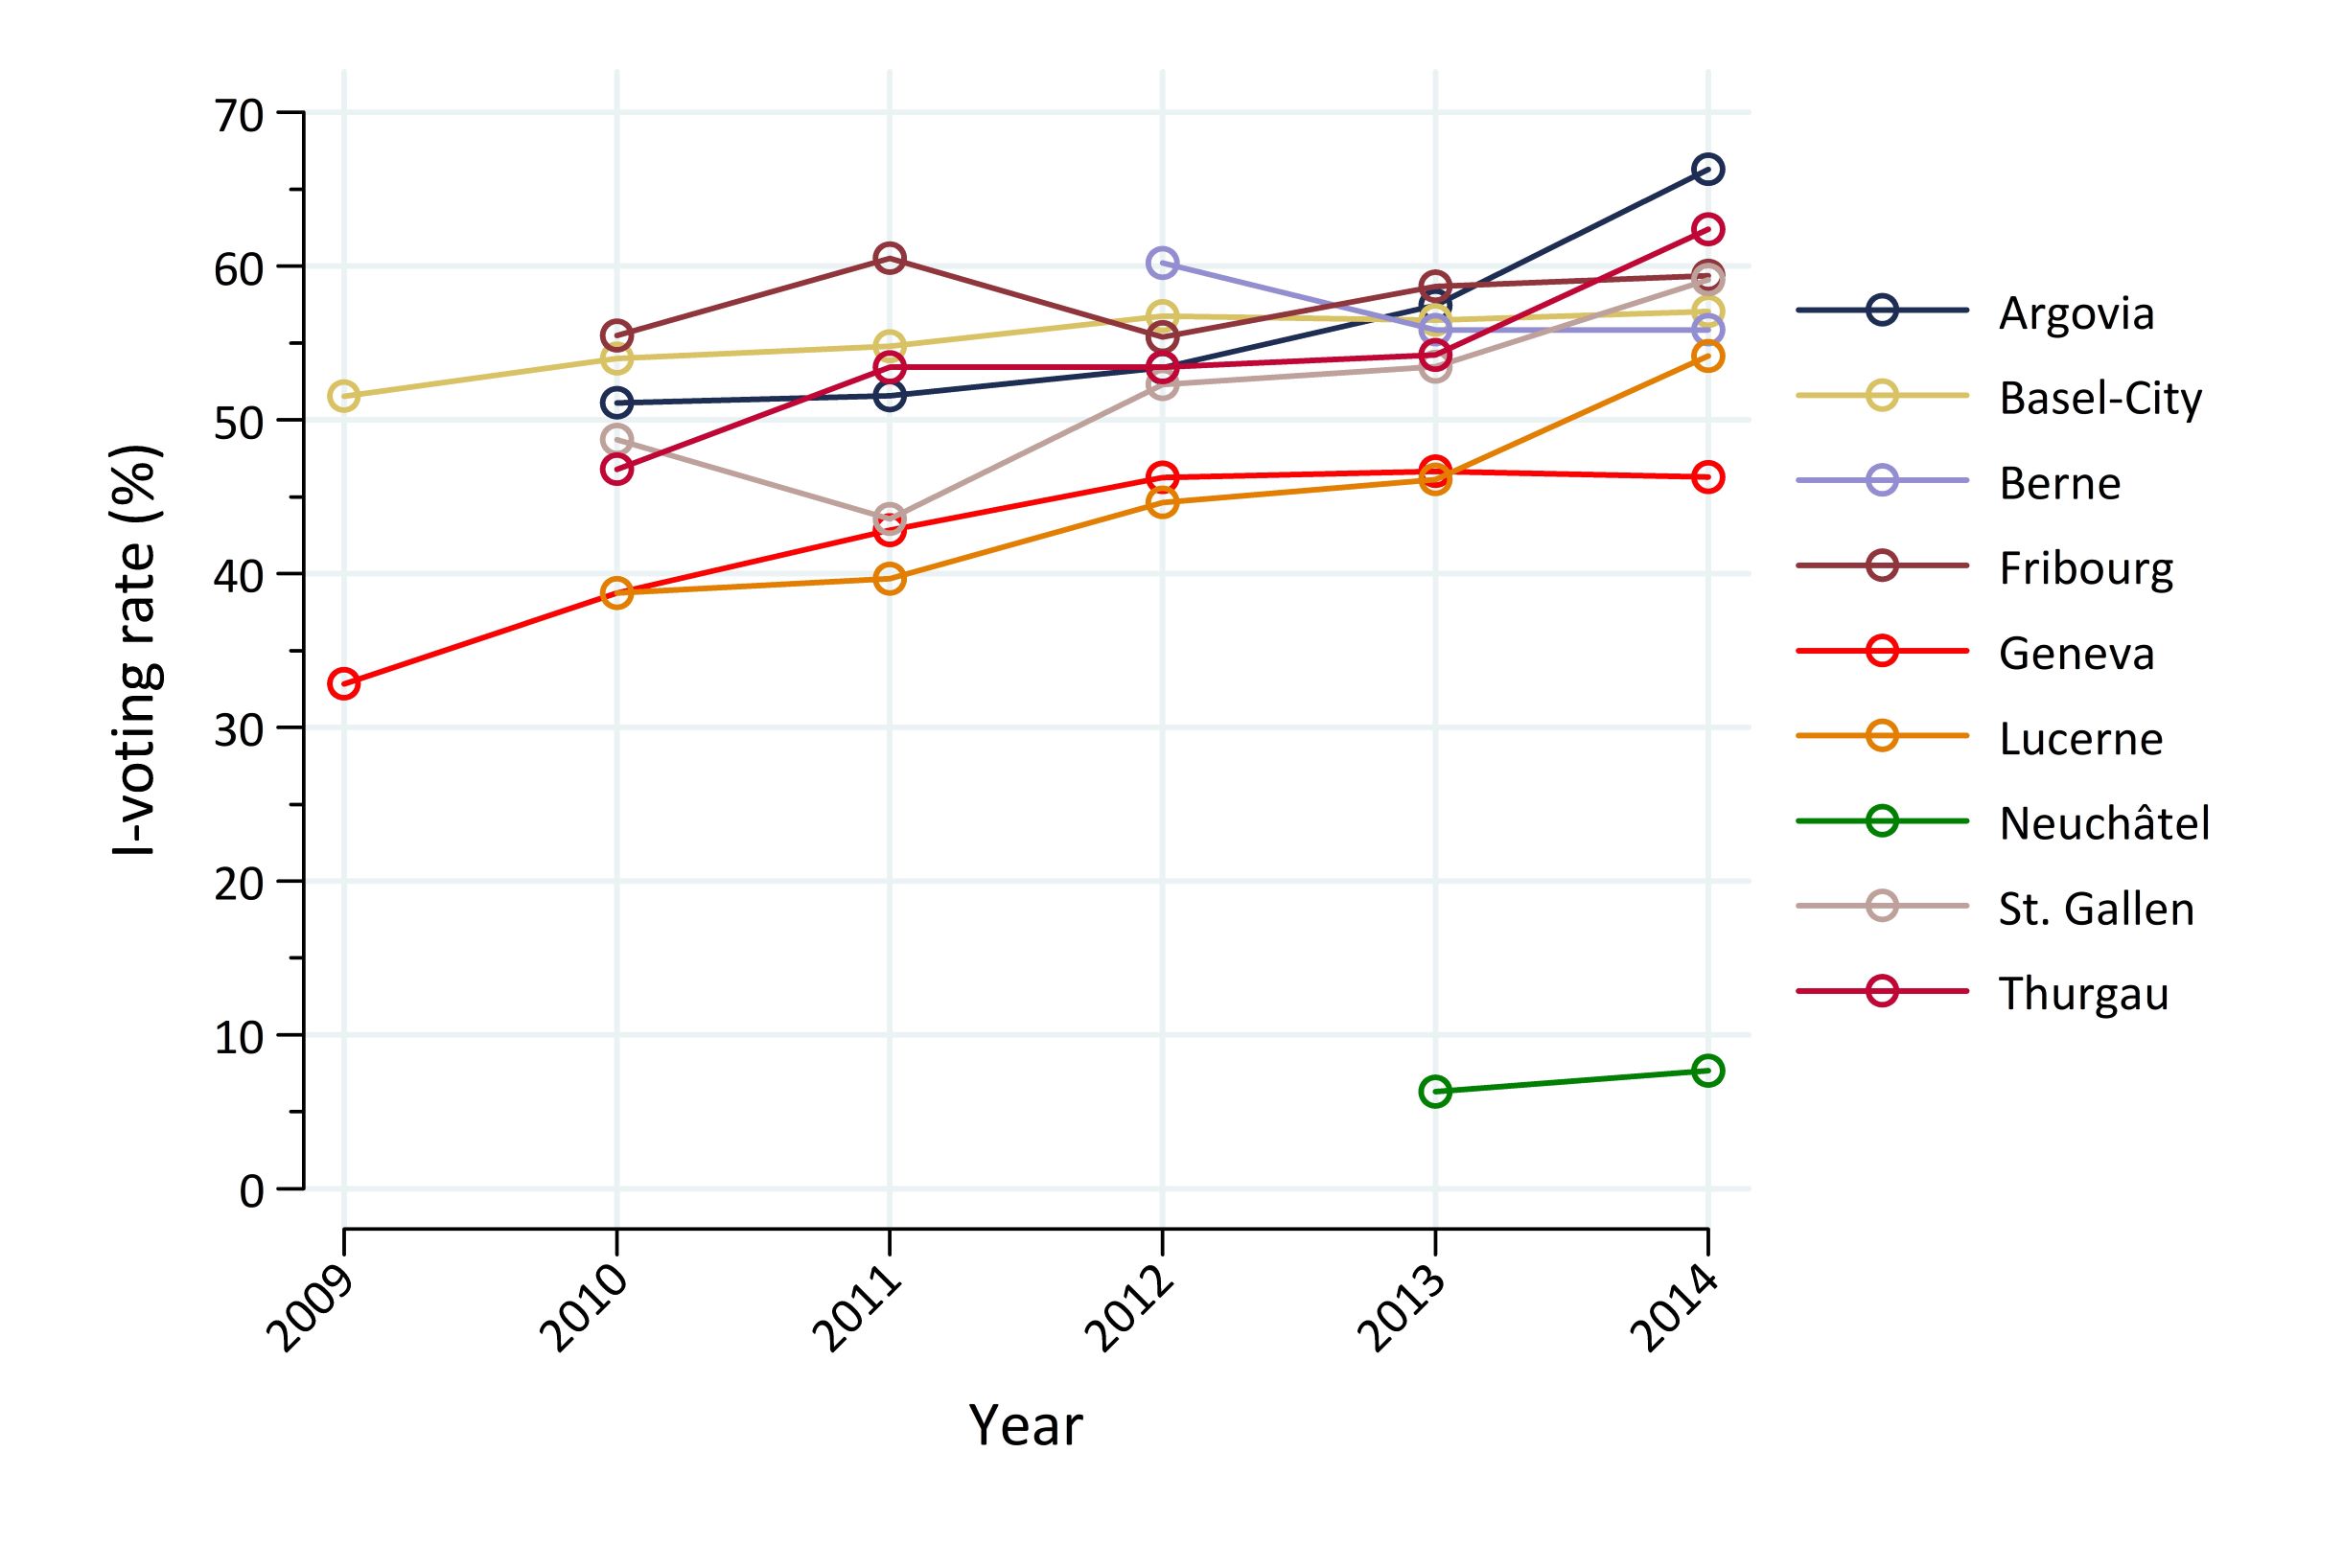 70
60
50
40
30
20
10
0
I-voting rate (%)
2009
2010
2011
2012
2013
2014
Year
Argovia
Basel-City
Berne
Fribourg
Geneva
Lucerne
Neuchâtel
St. Gallen
Thurgau